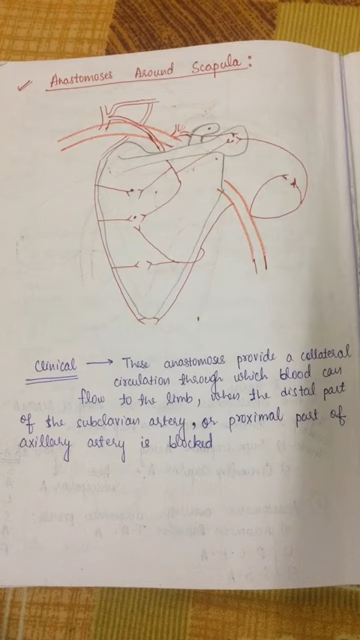 Anastomoses Around Scapula:
Clinical → These anastomoses provide a collateral
circulation through which blood can
flow to the limb, when the distal part
of the subclavian artery, or proximal part of
axillary artery is blocked